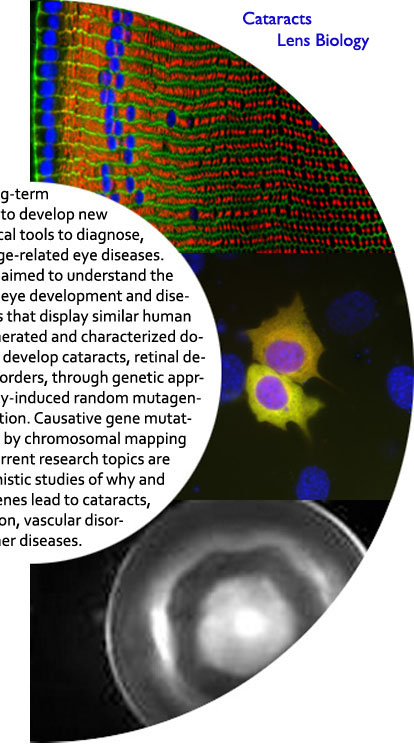 Cataracts
Lens Biology
g-term
to develop new
cal tools to diagnose,
ge-related eye diseases.
aimed to understand the
eye development and dise-
s that display similar human
nerated and characterized do-
develop cataracts, retinal de-
orders, through genetic appr-
y-induced random mutagen-
tion. Causative gene mutat-
by chromosomal mapping
rrent research topics are
nistic studies of why and
enes lead to cataracts,
on, vascular disor-
er diseases.